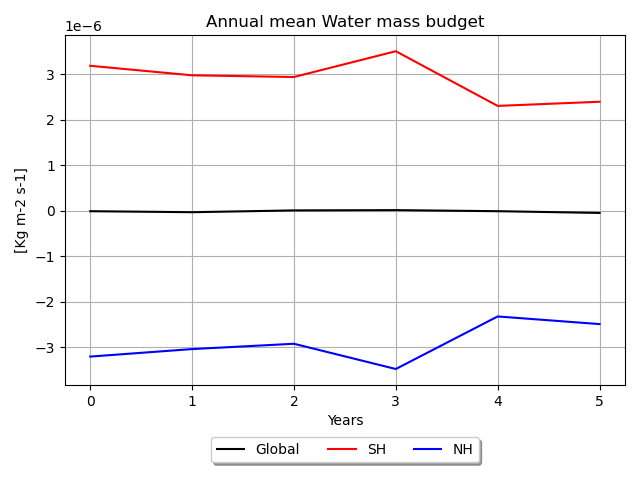 Annual mean Water mass budget
1e−6
3
2
1
0
−1
−2
−3
[Kg m-2 s-1]
0 1 2 3 4 5
Years
Global SH NH